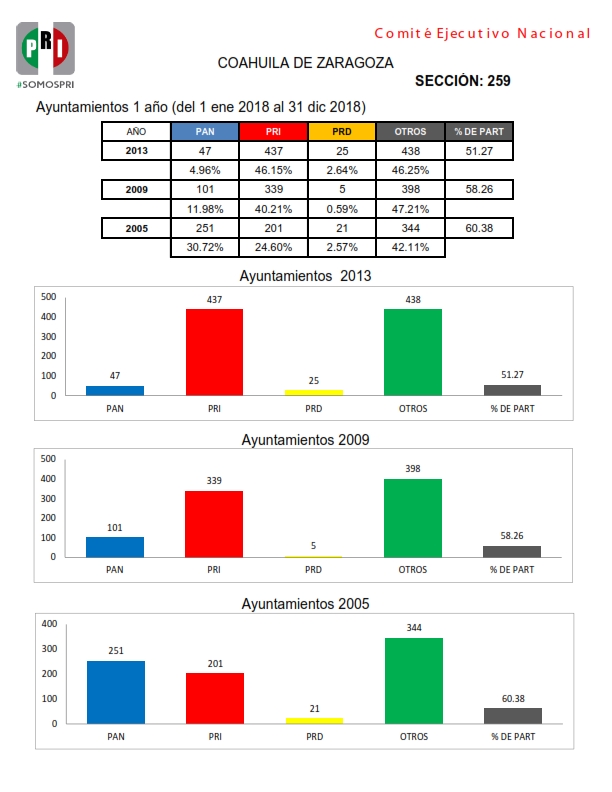 Comité Ejecutivo Nacional
PRI
#SOMOSPRI
COAHUILA DE ZARAGOZA
SECCIÓN: 259
Ayuntamientos 1 año (del 1 ene 2018 al 31 dic 2018)
AÑO PAN PRI PRD OTROS % DE PART
2013 47 437 25 438 51.27
4.96% 46.15% 2.64% 46.25%
2009 101 339 5 398 58.26
11.98% 40.21% 0.59% 47.21%
2005 251 201 21 344 60.38
30.72% 24.60% 2.57% 42.11%
Ayuntamientos 2013
500
400
300
200
100
0
47 437 25 438 51.27
PAN PRI PRD OTROS % DE PART
Ayuntamientos 2009
500
400
300
200
100
0
101 339 5 398 58.26
PAN PRI PRD OTROS % DE PART
Ayuntamientos 2005
400
300
200
100
0
251 201 21 344 60.38
PAN PRI PRD OTROS % DE PART